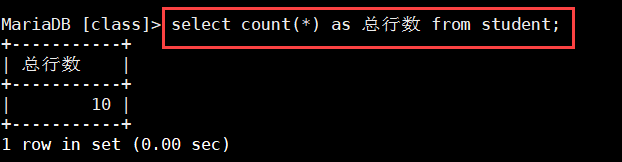 MariaDB [class]> select count(*) as 总行数 from student;
+-----------+
| 总行数    |
+-----------+
|        10 |
+-----------+
1 row in set (0.00 sec)